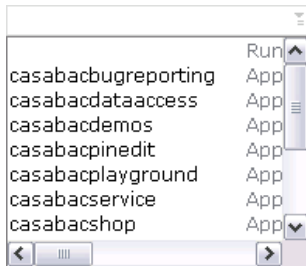 Run
casabacbugreporting App
casabacdataaccess App
casabacdemos App
casabacpinedit App
casabacplayground App
casabacservice App
casabacshop App